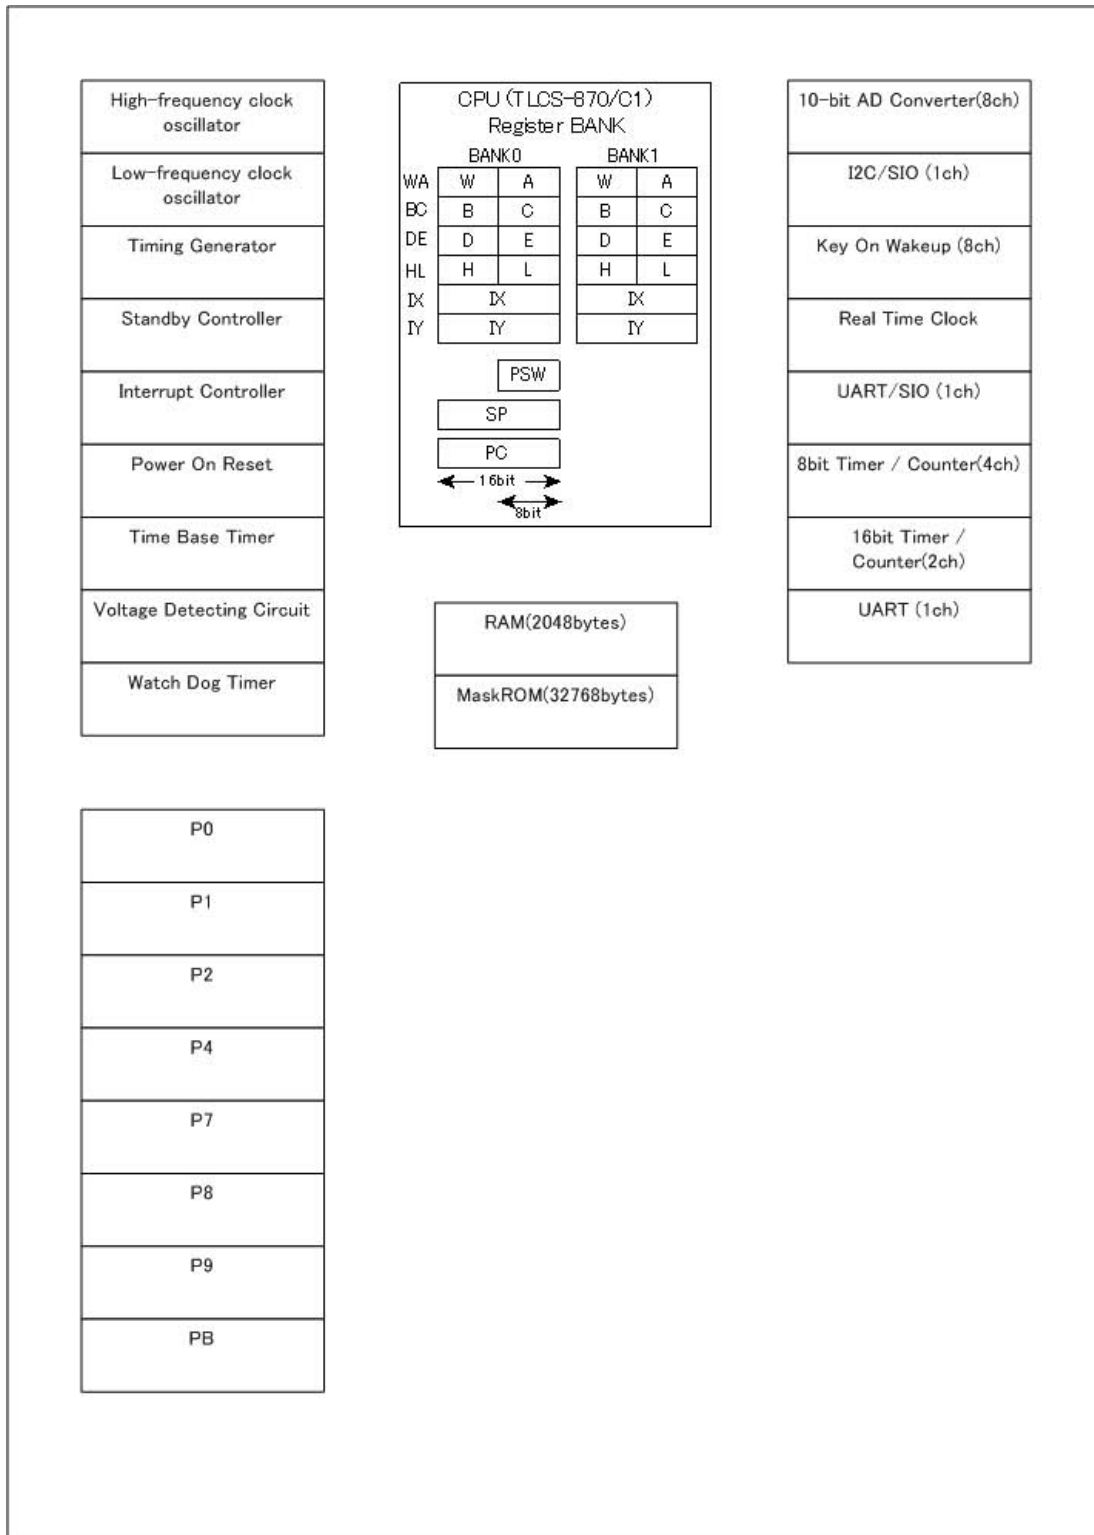 High-frequency clock
oscillator
Low-frequency clock
oscillator
Timing Generator
Standby Controller
Interrupt Controller
Power On Reset
Time Base Timer
Voltage Detecting Circuit
Watch Dog Timer
CPU (TLCS-870/C1)
Register BANK
BANK0 BANK1
WA W A W A
BC B C B C
DE D E D E
HL H L H L
IX IX IX
IY IY IY
PSW
SP
PC
16bit
8bit
RAM(2048bytes)
MaskROM(32768bytes)
10-bit AD Converter(8ch)
I2C/SIO (1ch)
Key On Wakeup (8ch)
Real Time Clock
UART/SIO (1ch)
8bit Timer / Counter(4ch)
16bit Timer /
Counter(2ch)
UART (1ch)
P0
P1
P2
P4
P7
P8
P9
PB